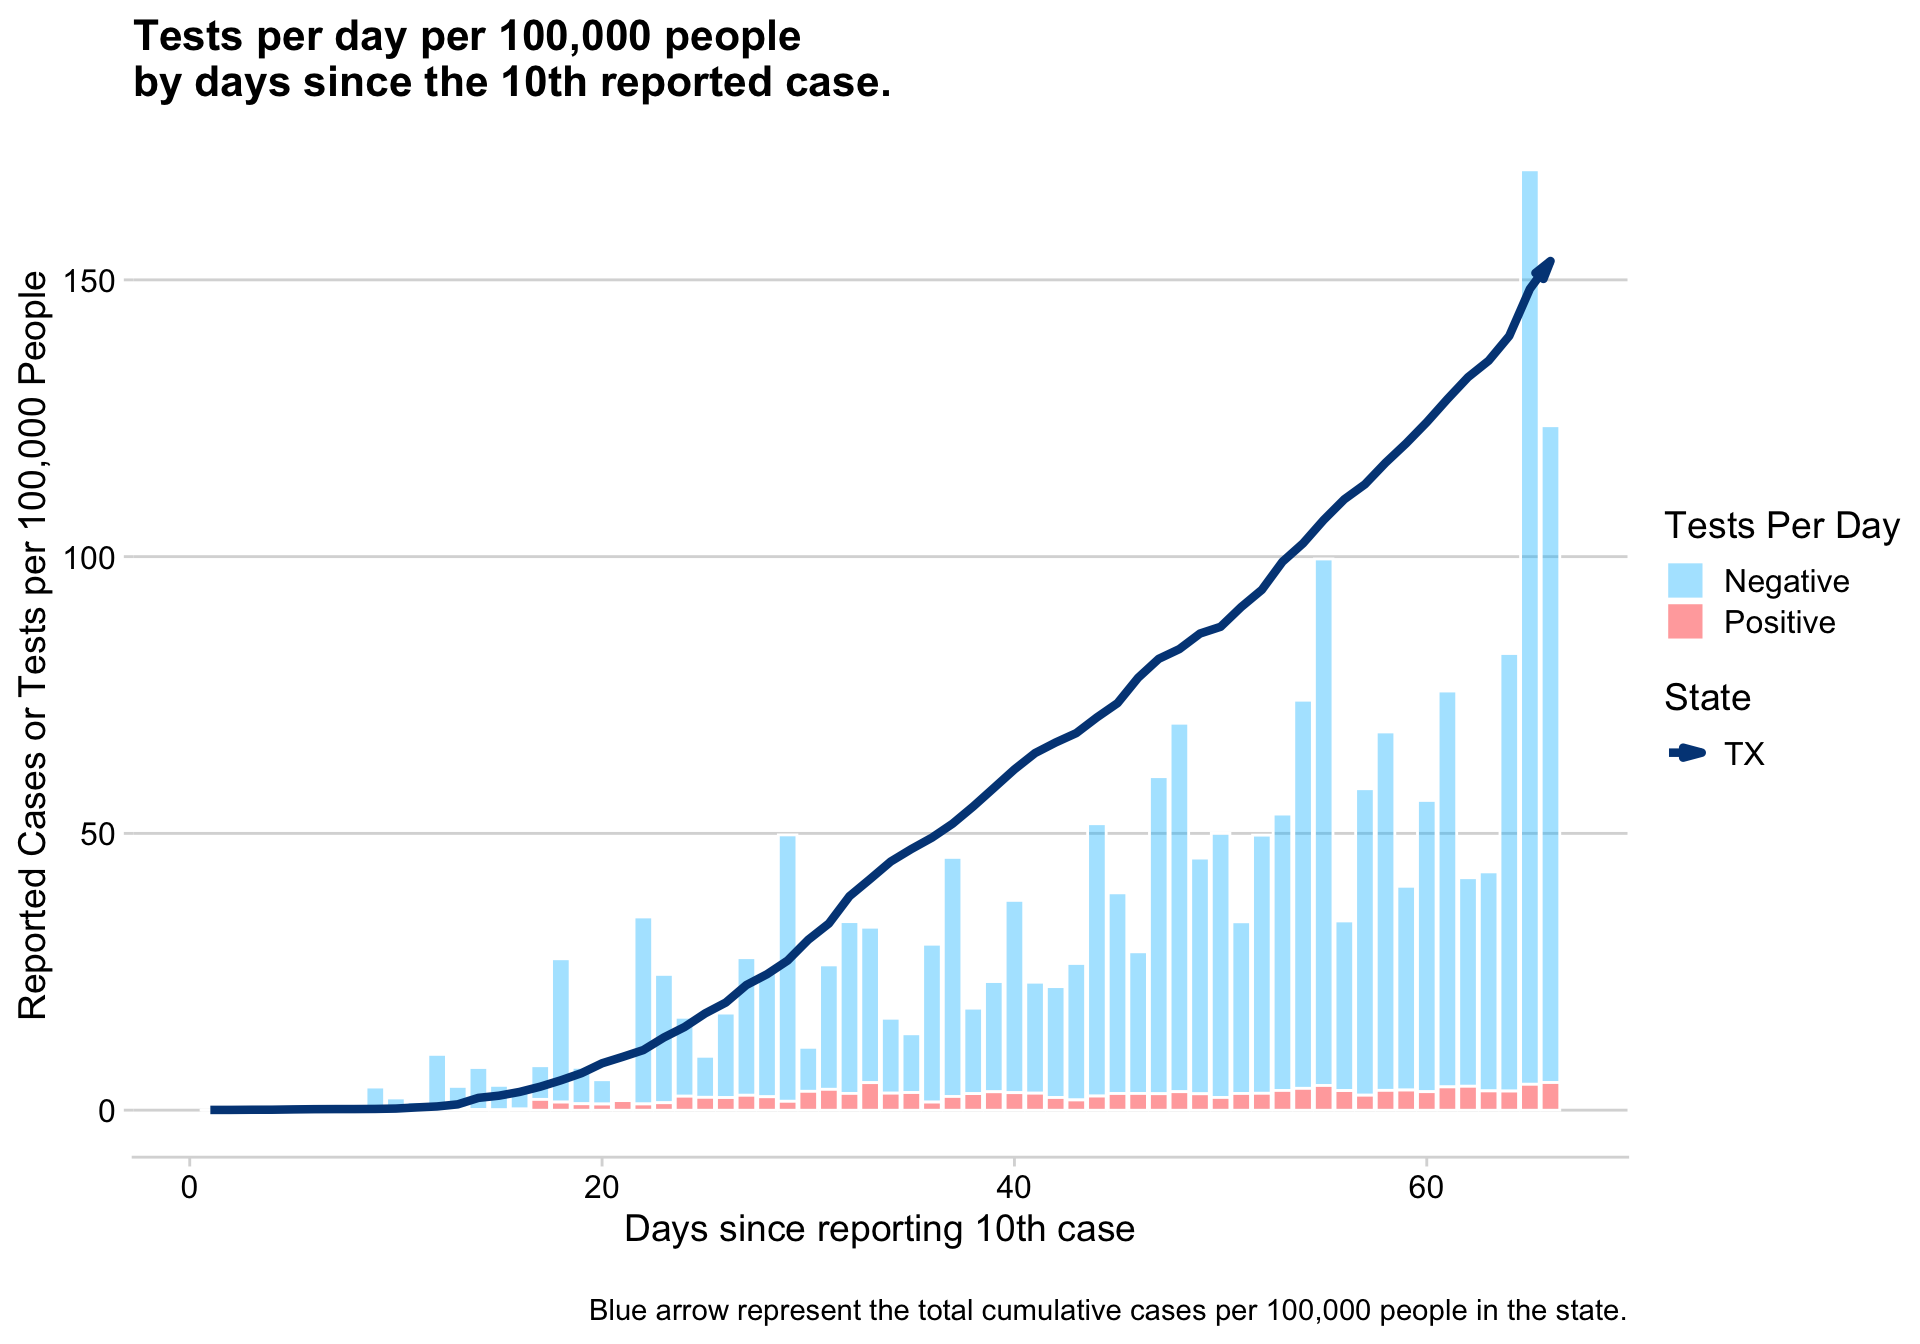 Tests per day per 100,000 people
by days since the 10th reported case.
Reported Cases or Tests per 100,000 People
150
100
50
0
0
20
40
60
Days since reporting 10th case
Tests Per Day
Negative
Positive
State
TX
Blue arrow represent the total cumulative cases per 100,000 people in the state.